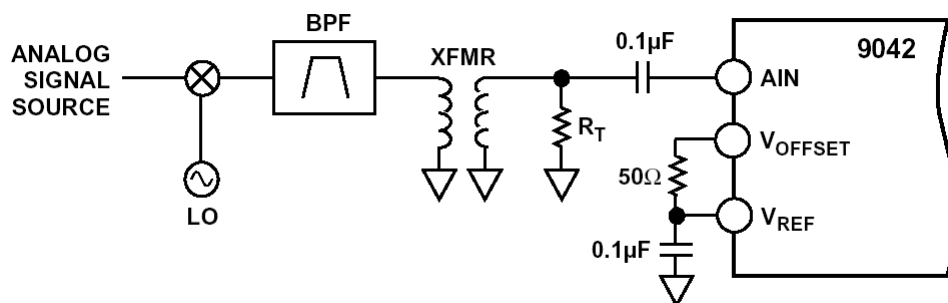 BPF
ANALOG
SIGNAL
SOURCE
XFMR
0.1µF
9042
AIN
R_T
V_OFFSET
50Ω
LO
V_REF
0.1µF